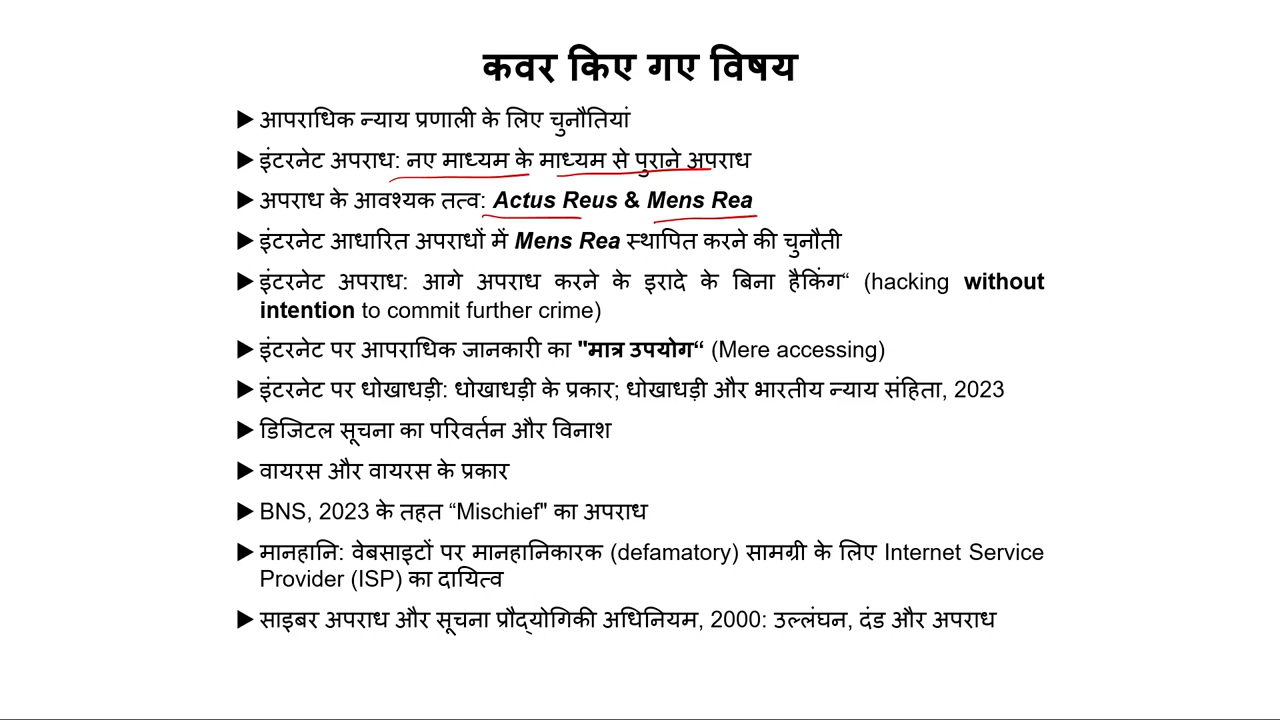 कवर किए गए विषय
▶ आपराधिक न्याय प्रणाली के लिए चुनौतियां
▶ इंटरनेट अपराध: नए माध्यम के माध्यम से पुराने अपराध
▶ अपराध के आवश्यक तत्व: Actus Reus & Mens Rea
▶ इंटरनेट आधारित अपराधों में Mens Rea स्थापित करने की चुनौती
▶ इंटरनेट अपराध: आगे अपराध करने के इरादे के बिना हैकिंग“ (hacking without
intention to commit further crime)
▶ इंटरनेट पर आपराधिक जानकारी का "मात्र उपयोग“ (Mere accessing)
▶ इंटरनेट पर धोखाधड़ी: धोखाधड़ी के प्रकार; धोखाधड़ी और भारतीय न्याय संहिता, 2023
▶ डिजिटल सूचना का परिवर्तन और विनाश
▶ वायरस और वायरस के प्रकार
▶ BNS, 2023 के तहत “Mischief" का अपराध
▶ मानहानि: वेबसाइटों पर मानहानिकारक (defamatory) सामग्री के लिए Internet Service
Provider (ISP) का दायित्व
▶ साइबर अपराध और सूचना प्रौद्योगिकी अधिनियम, 2000: उल्लंघन, दंड और अपराध